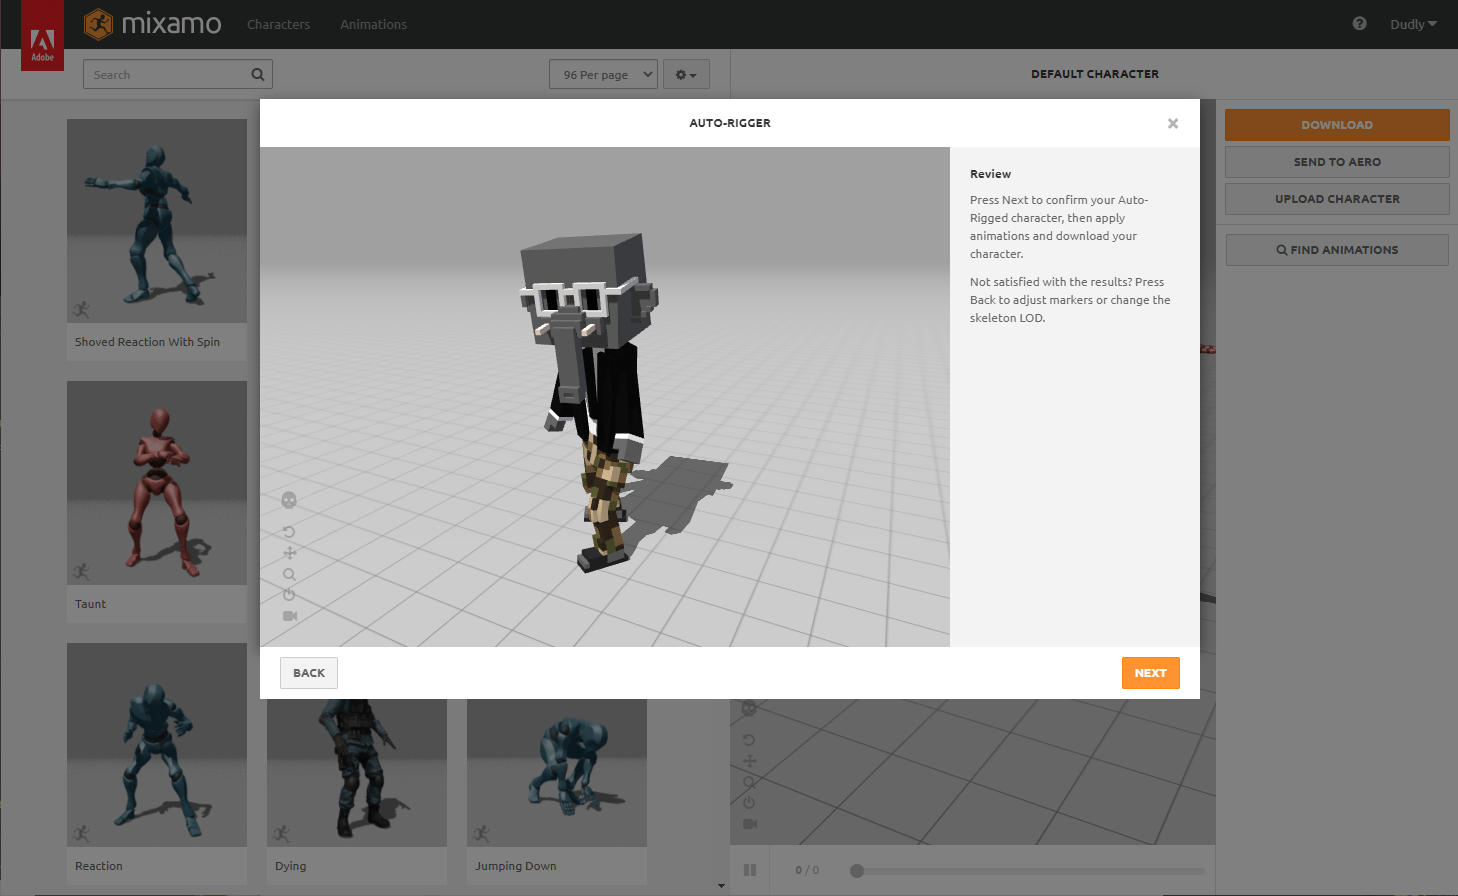 Adobe
mixamo
Characters
Animations
Dudly
Search
96 Per page
DEFAULT CHARACTER
AUTO-RIGGER
DOWNLOAD
SEND TO AERO
UPLOAD CHARACTER
FIND ANIMATIONS
Review
Press Next to confirm your Auto-
Rigged character, then apply
animations and download your
character.
Not satisfied with the results? Press
Back to adjust markers or change the
skeleton LOD.
Shoved Reaction With Spin
Taunt
BACK
NEXT
Reaction
Dying
Jumping Down
0 / 0